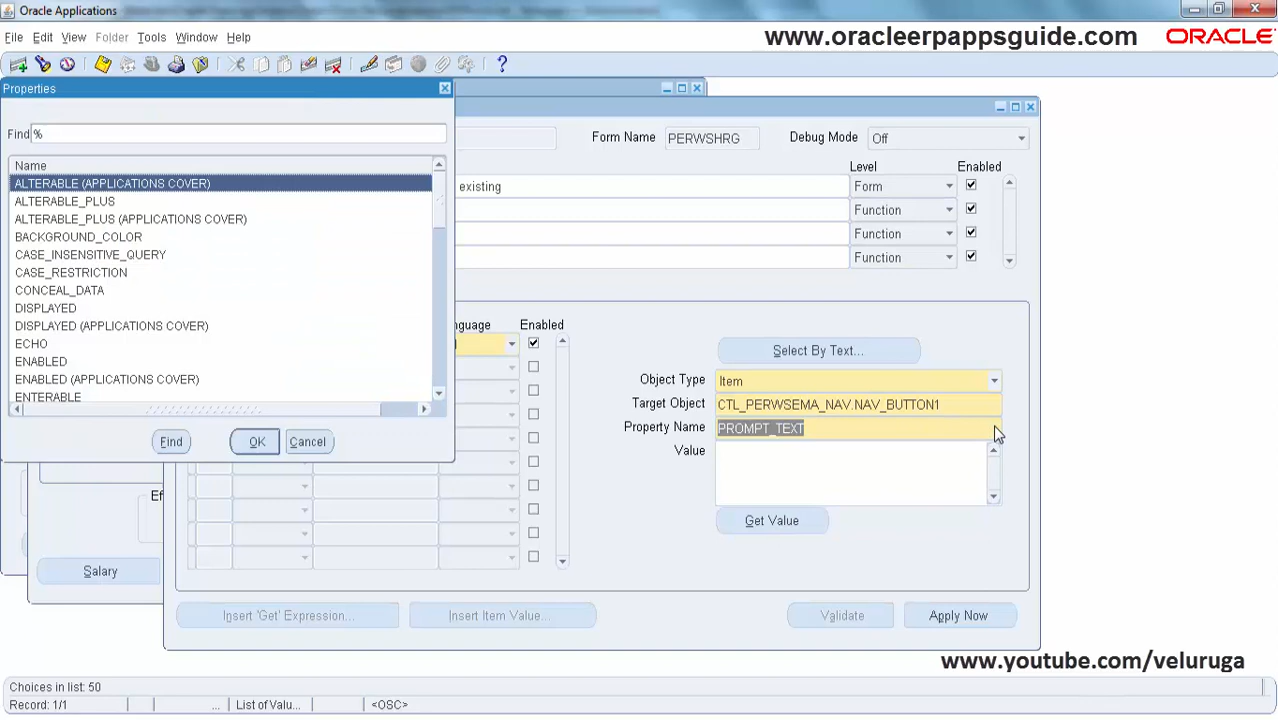 Oracle Applications
File Edit View Folder Tools Window Help
www.oracleerpappsguide.com
ORACLE
Properties
Find %
Name
ALTERABLE (APPLICATIONS COVER)
ALTERABLE_PLUS
ALTERABLE_PLUS (APPLICATIONS COVER)
BACKGROUND_COLOR
CASE_INSENSITIVE_QUERY
CASE_RESTRICTION
CONCEAL_DATA
DISPLAYED
DISPLAYED (APPLICATIONS COVER)
ECHO
ENABLED
ENABLED (APPLICATIONS COVER)
ENTERABLE
Find OK Cancel
Form Name PERWSHRG Debug Mode Off
Level Enabled
existing Form
Function
Function
Function
nguage Enabled
Select By Text...
Object Type Item
Target Object CTL_PERWSEMA_NAV.NAV_BUTTON1
Property Name PROMPT_TEXT
Value
Get Value
Ef
Salary
Insert 'Get' Expression... Insert Item Value... Validate Apply Now
www.youtube.com/veluruga
Choices in list: 50
Record: 1/1 ... List of Valu... <OSC>